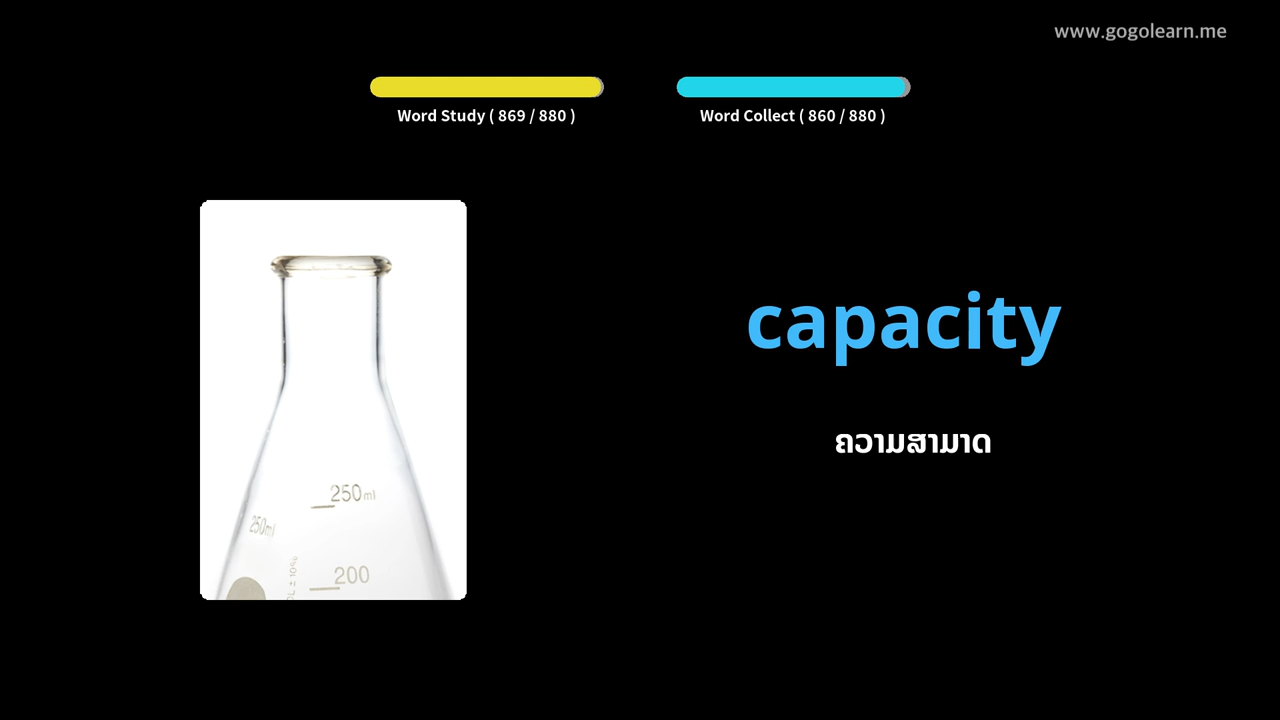 www.gogolearn.me
Word Study ( 869 / 880 )
Word Collect ( 860 / 880 )
capacity
ຄວາມສາມາດ
250ml
250ml
± 10%
200